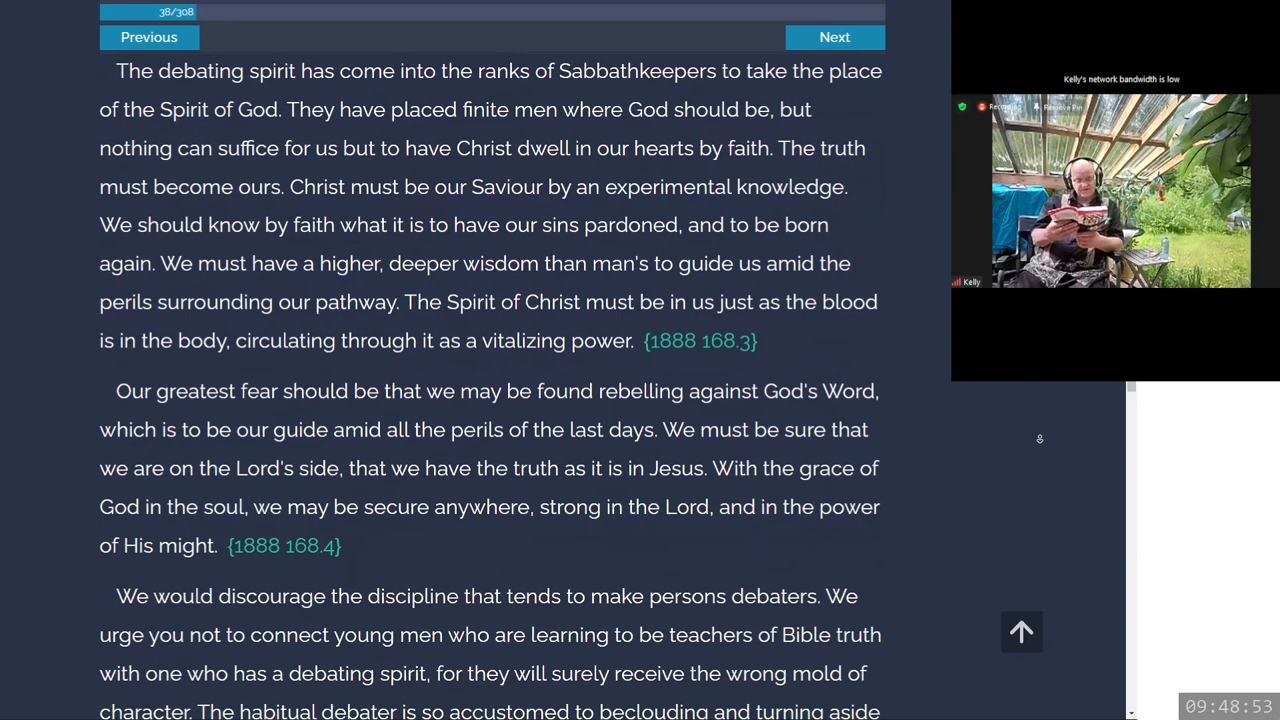 38/308
Previous
Next
The debating spirit has come into the ranks of Sabbathkeepers to take the place
of the Spirit of God. They have placed finite men where God should be, but
nothing can suffice for us but to have Christ dwell in our hearts by faith. The truth
must become ours. Christ must be our Saviour by an experimental knowledge.
We should know by faith what it is to have our sins pardoned, and to be born
again. We must have a higher, deeper wisdom than man's to guide us amid the
perils surrounding our pathway. The Spirit of Christ must be in us just as the blood
is in the body, circulating through it as a vitalizing power. {1888 168.3}
Our greatest fear should be that we may be found rebelling against God's Word,
which is to be our guide amid all the perils of the last days. We must be sure that
we are on the Lord's side, that we have the truth as it is in Jesus. With the grace of
God in the soul, we may be secure anywhere, strong in the Lord, and in the power
of His might. {1888 168.4}
We would discourage the discipline that tends to make persons debaters. We
urge you not to connect young men who are learning to be teachers of Bible truth
with one who has a debating spirit, for they will surely receive the wrong mold of
character. The habitual debater is so accustomed to beclouding and turning aside
Kelly's network bandwidth is low
Recording
Remove Pin
Kelly
09:48:53